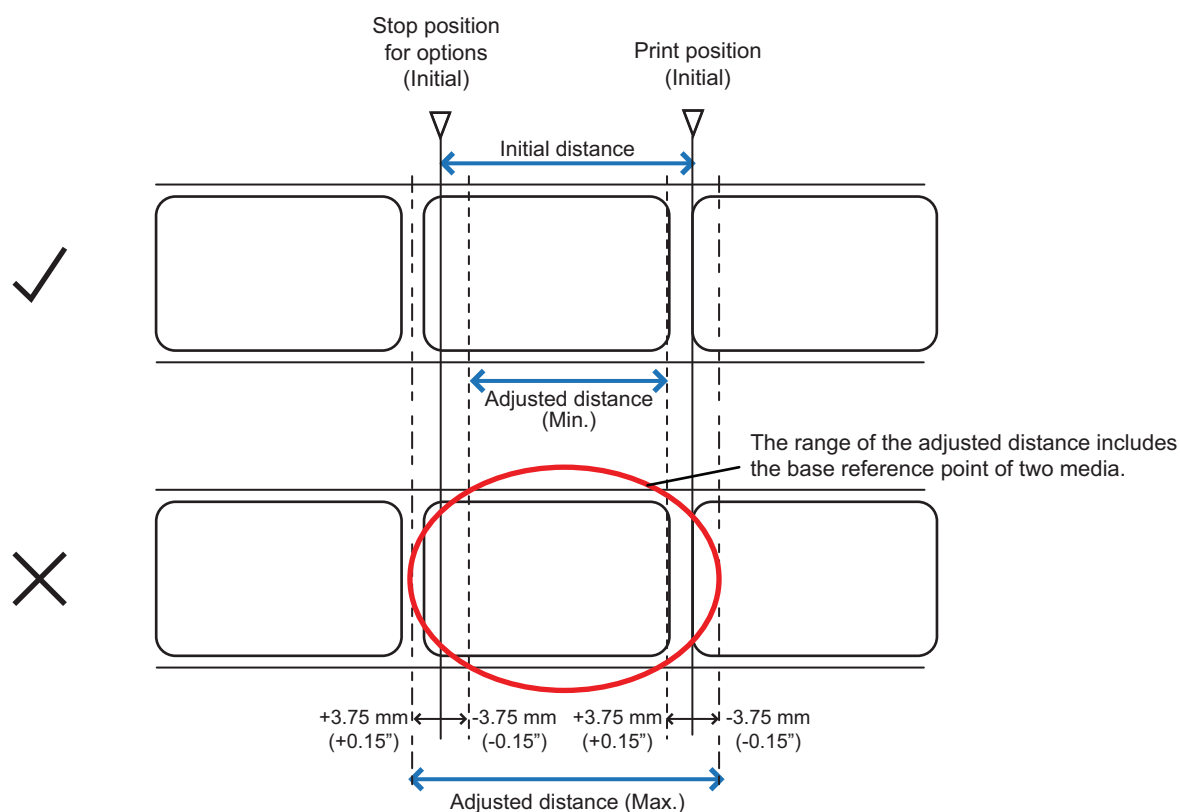 Stop position
for options
(Initial)
Print position
(Initial)
Initial distance
Adjusted distance
(Min.)
The range of the adjusted distance includes
the base reference point of two media.
+3.75 mm
(+0.15”)
-3.75 mm
(-0.15”)
+3.75 mm
(+0.15”)
-3.75 mm
(-0.15”)
Adjusted distance (Max.)